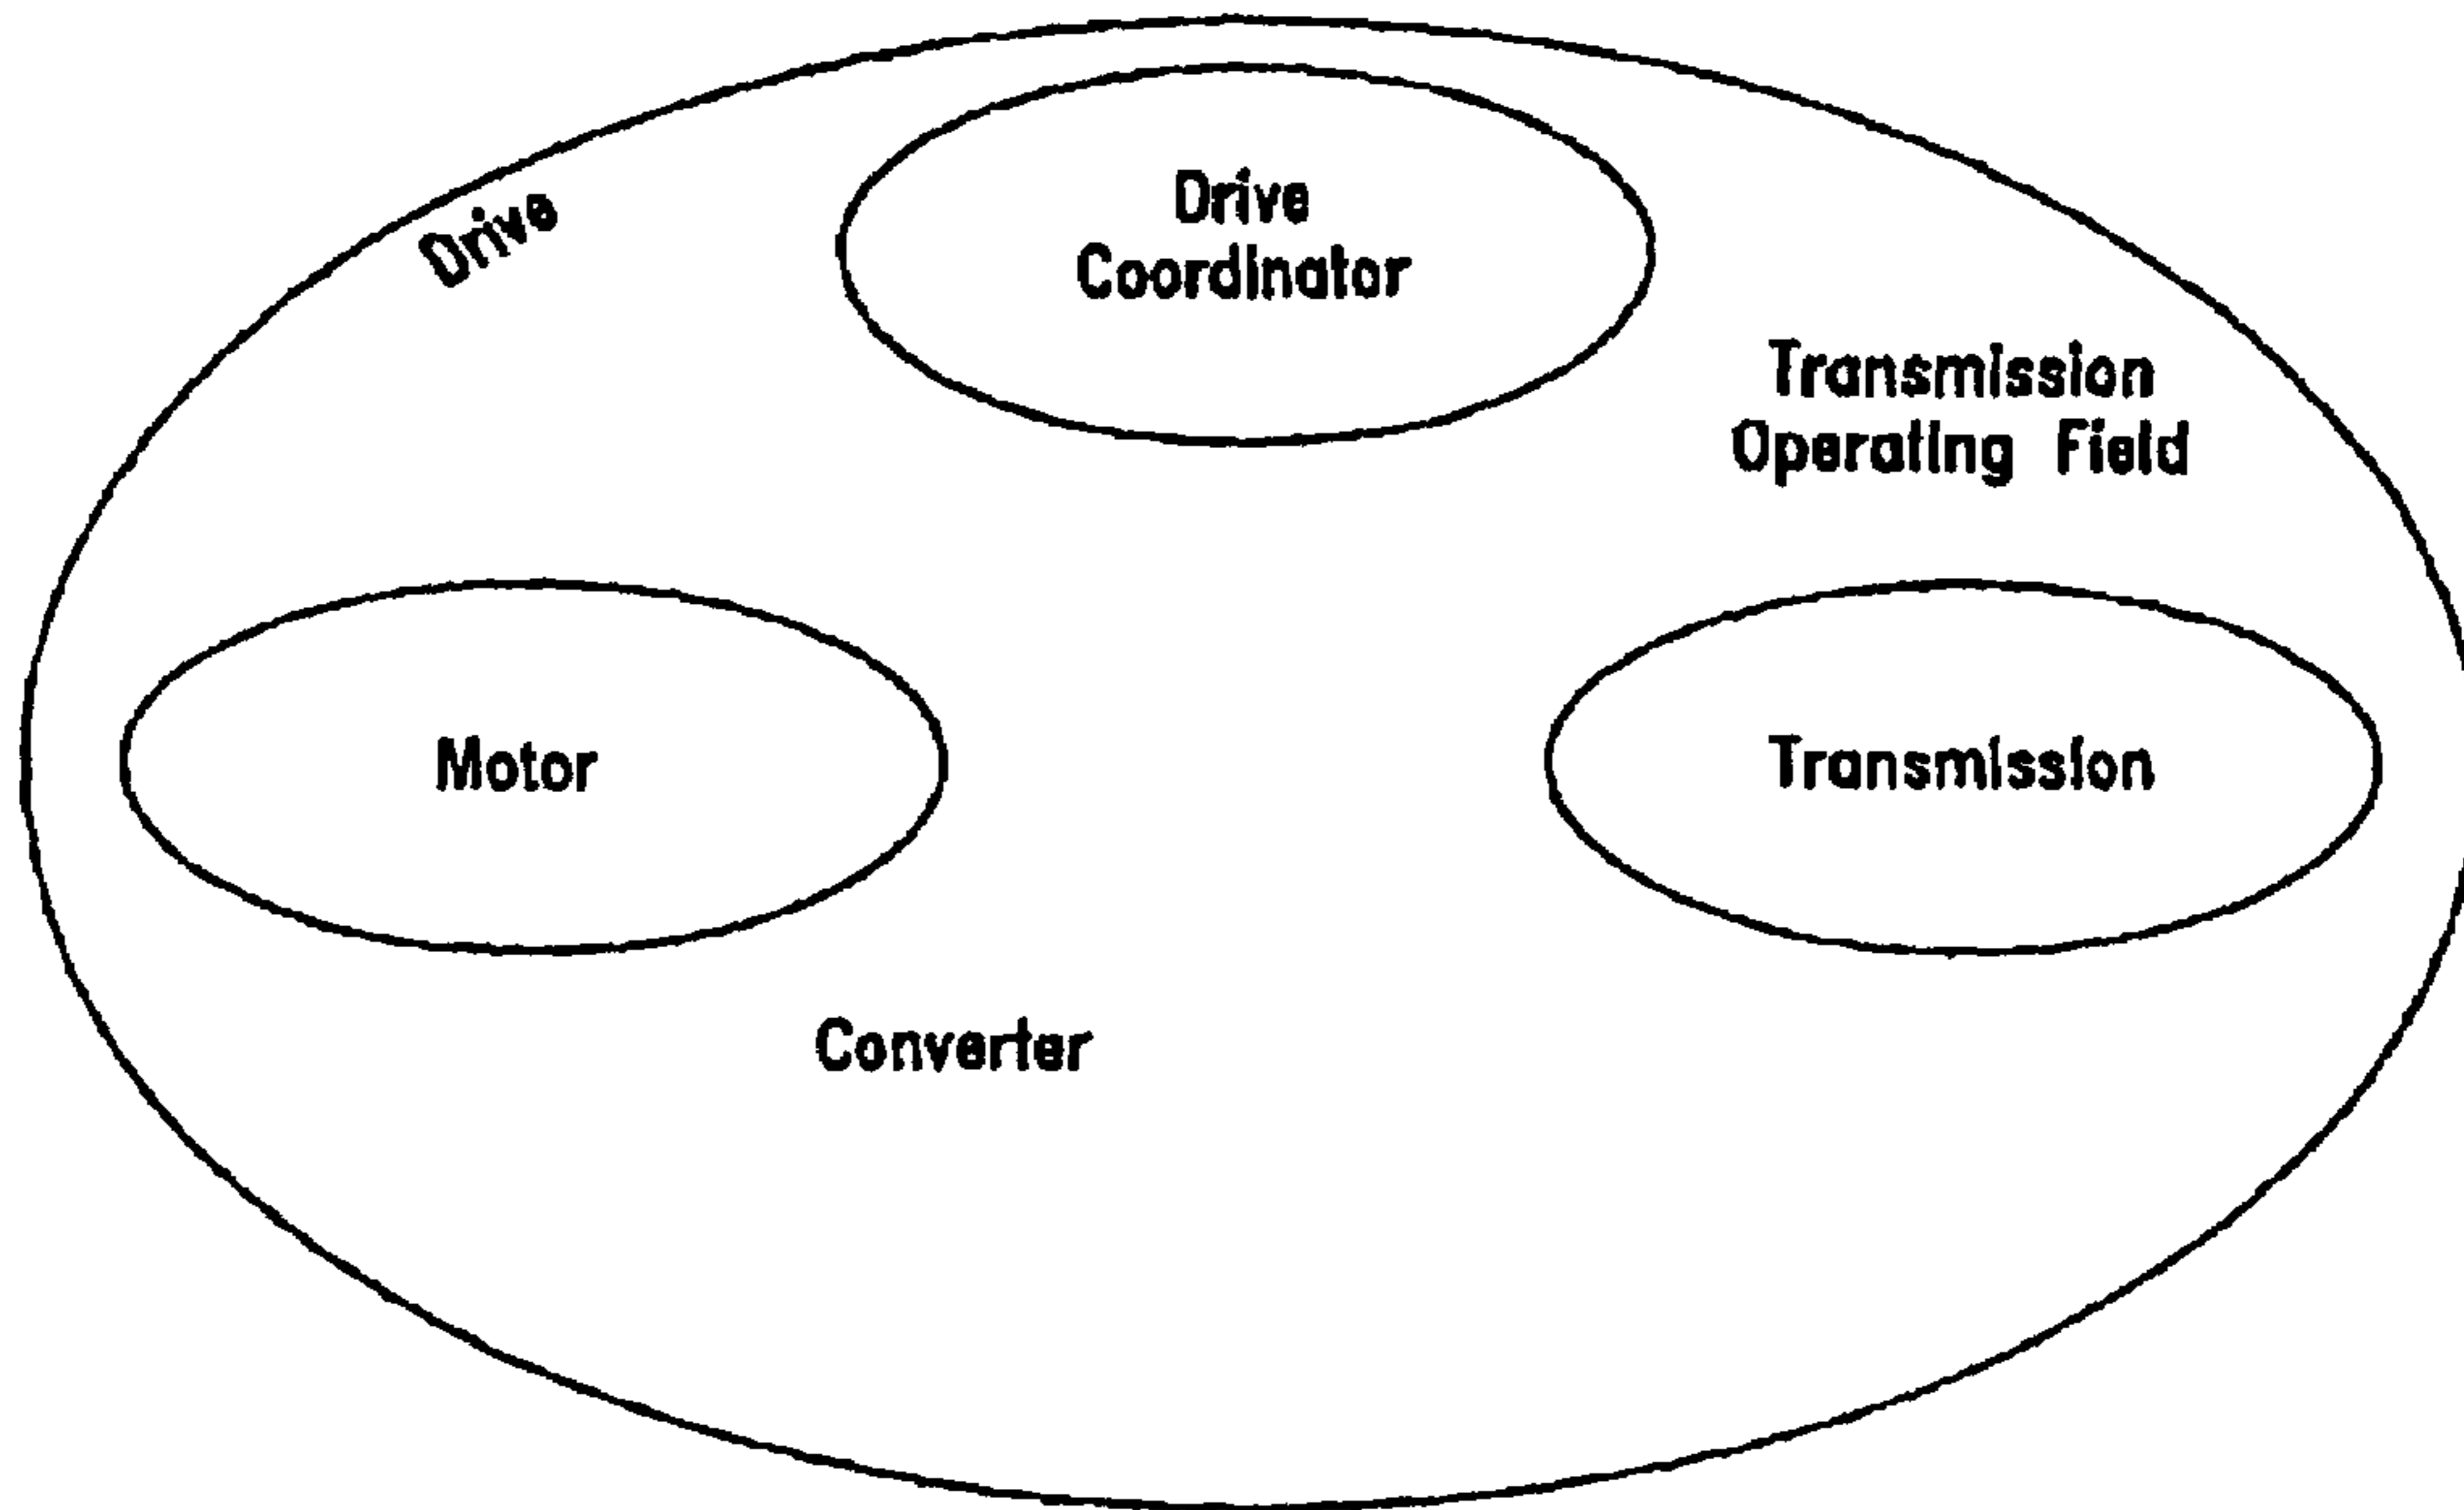 Drive
Drive
Coordinator
Transmission
Operating Field
Motor
Transmission
Converter